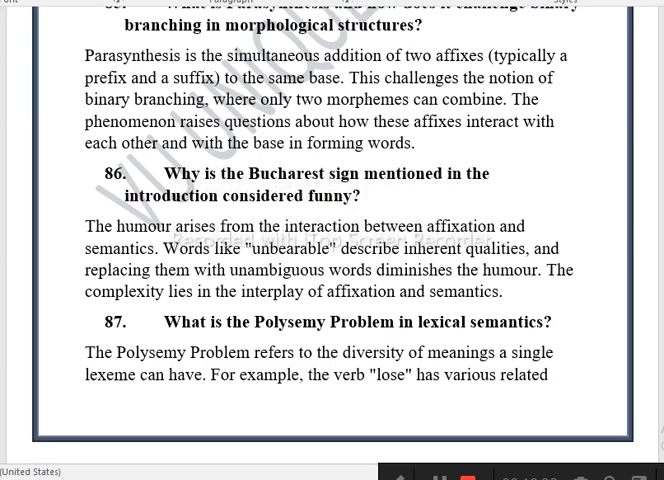 branching in morphological structures?
Parasynthesis is the simultaneous addition of two affixes (typically a
prefix and a suffix) to the same base. This challenges the notion of
binary branching, where only two morphemes can combine. The
phenomenon raises questions about how these affixes interact with
each other and with the base in forming words.
86. Why is the Bucharest sign mentioned in the
introduction considered funny?
The humour arises from the interaction between affixation and
Recorded with iTop Screen Recorder
semantics. Words like "unbearable" describe inherent qualities, and
replacing them with unambiguous words diminishes the humour. The
complexity lies in the interplay of affixation and semantics.
87. What is the Polysemy Problem in lexical semantics?
The Polysemy Problem refers to the diversity of meanings a single
lexeme can have. For example, the verb "lose" has various related
(United States)